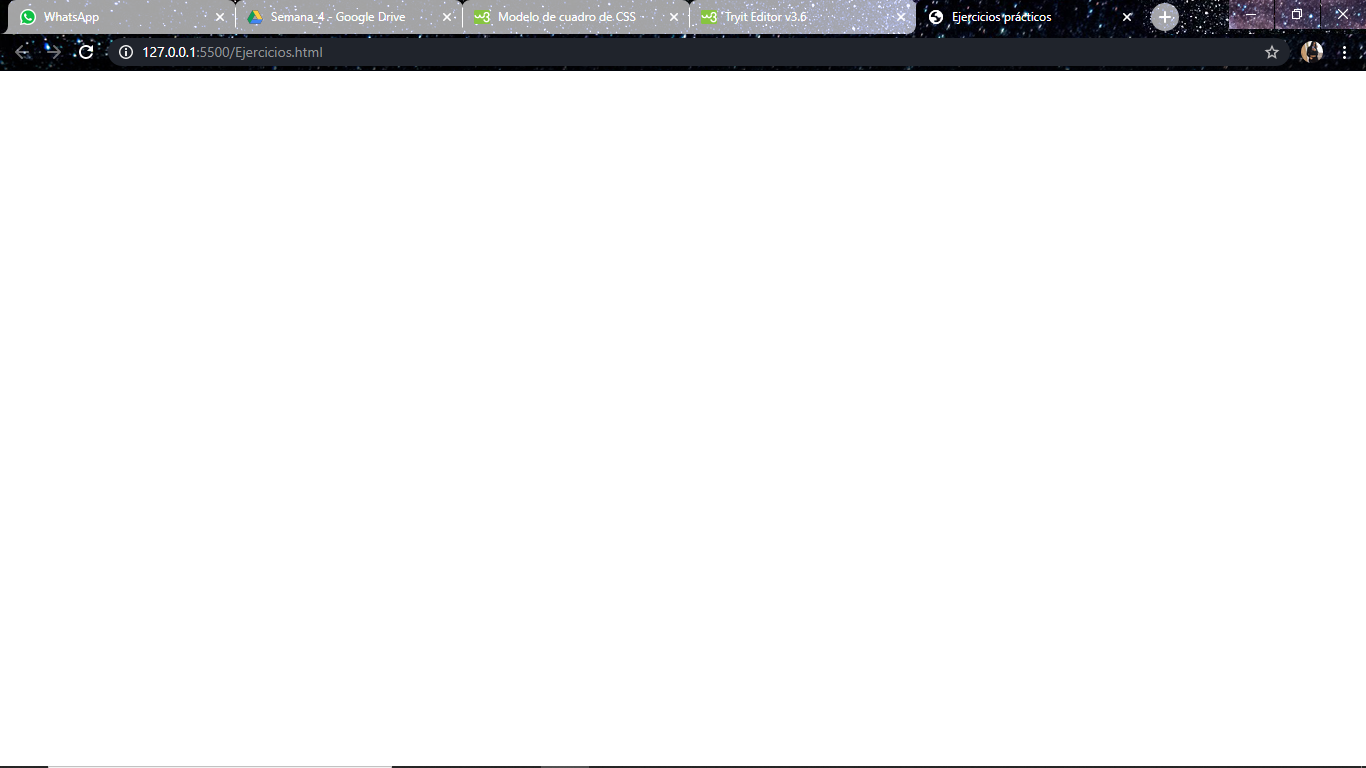 WhatsApp
Semana_4 - Google Drive
Modelo de cuadro de CSS -
Tryit Editor v3.6
Ejercicios prácticos
127.0.0.1:5500/Ejercicios.html